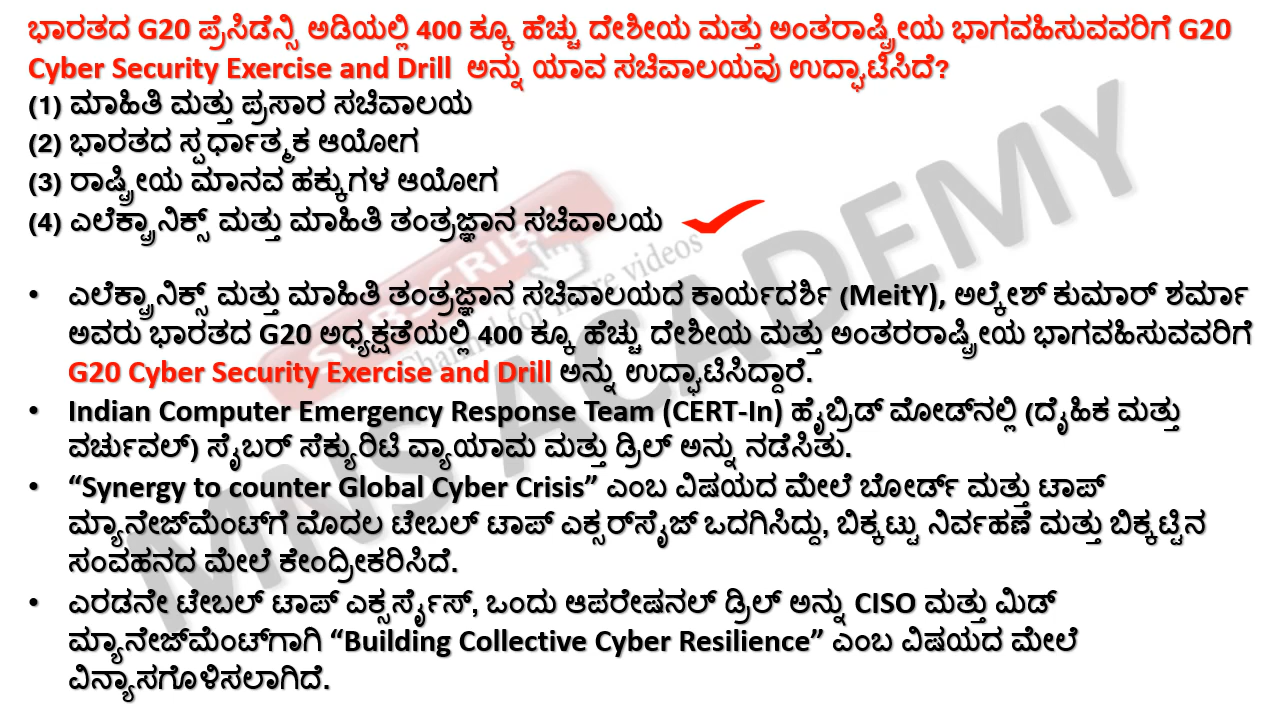 ಭಾರತದ G20 ಪ್ರೆಸಿಡೆನ್ಸಿ ಅಡಿಯಲ್ಲಿ 400 ಕ್ಕೂ ಹೆಚ್ಚು ದೇಶೀಯ ಮತ್ತು ಅಂತರಾಷ್ಟ್ರೀಯ ಭಾಗವಹಿಸುವವರಿಗೆ G20
Cyber Security Exercise and Drill ಅನ್ನು ಯಾವ ಸಚಿವಾಲಯವು ಉದ್ಘಾಟಿಸಿದೆ?
(1) ಮಾಹಿತಿ ಮತ್ತು ಪ್ರಸಾರ ಸಚಿವಾಲಯ
(2) ಭಾರತದ ಸ್ಪರ್ಧಾತ್ಮಕ ಆಯೋಗ
(3) ರಾಷ್ಟ್ರೀಯ ಮಾನವ ಹಕ್ಕುಗಳ ಆಯೋಗ
(4) ಎಲೆಕ್ಟ್ರಾನಿಕ್ಸ್ ಮತ್ತು ಮಾಹಿತಿ ತಂತ್ರಜ್ಞಾನ ಸಚಿವಾಲಯ
• ಎಲೆಕ್ಟ್ರಾನಿಕ್ಸ್ ಮತ್ತು ಮಾಹಿತಿ ತಂತ್ರಜ್ಞಾನ ಸಚಿವಾಲಯದ ಕಾರ್ಯದರ್ಶಿ (MeitY), ಅಲ್ಕೇಶ್ ಕುಮಾರ್ ಶರ್ಮಾ
ಅವರು ಭಾರತದ G20 ಅಧ್ಯಕ್ಷತೆಯಲ್ಲಿ 400 ಕ್ಕೂ ಹೆಚ್ಚು ದೇಶೀಯ ಮತ್ತು ಅಂತರರಾಷ್ಟ್ರೀಯ ಭಾಗವಹಿಸುವವರಿಗೆ
G20 Cyber Security Exercise and Drill ಅನ್ನು ಉದ್ಘಾಟಿಸಿದ್ದಾರೆ.
• Indian Computer Emergency Response Team (CERT-In) ಹೈಬ್ರಿಡ್ ಮೋಡ್‌ನಲ್ಲಿ (ದೈಹಿಕ ಮತ್ತು
ವರ್ಚುವಲ್) ಸೈಬರ್ ಸೆಕ್ಯುರಿಟಿ ವ್ಯಾಯಾಮ ಮತ್ತು ಡ್ರಿಲ್ ಅನ್ನು ನಡೆಸಿತು.
• “Synergy to counter Global Cyber Crisis” ಎಂಬ ವಿಷಯದ ಮೇಲೆ ಬೋರ್ಡ್ ಮತ್ತು ಟಾಪ್
ಮ್ಯಾನೇಜ್‌ಮೆಂಟ್‌ಗೆ ಮೊದಲ ಟೇಬಲ್ ಟಾಪ್ ಎಕ್ಸರ್‌ಸೈಜ್ ಒದಗಿಸಿದ್ದು, ಬಿಕ್ಕಟ್ಟು ನಿರ್ವಹಣೆ ಮತ್ತು ಬಿಕ್ಕಟ್ಟಿನ
ಸಂವಹನದ ಮೇಲೆ ಕೇಂದ್ರೀಕರಿಸಿದೆ.
• ಎರಡನೇ ಟೇಬಲ್ ಟಾಪ್ ಎಕ್ಸರ್ಸೈಸ್, ಒಂದು ಆಪರೇಷನಲ್ ಡ್ರಿಲ್ ಅನ್ನು CISO ಮತ್ತು ಮಿಡ್
ಮ್ಯಾನೇಜ್‌ಮೆಂಟ್‌ಗಾಗಿ “Building Collective Cyber Resilience” ಎಂಬ ವಿಷಯದ ಮೇಲೆ
ವಿನ್ಯಾಸಗೊಳಿಸಲಾಗಿದೆ.
SUBSCRIBE
Channel for more videos
MNS ACADEMY